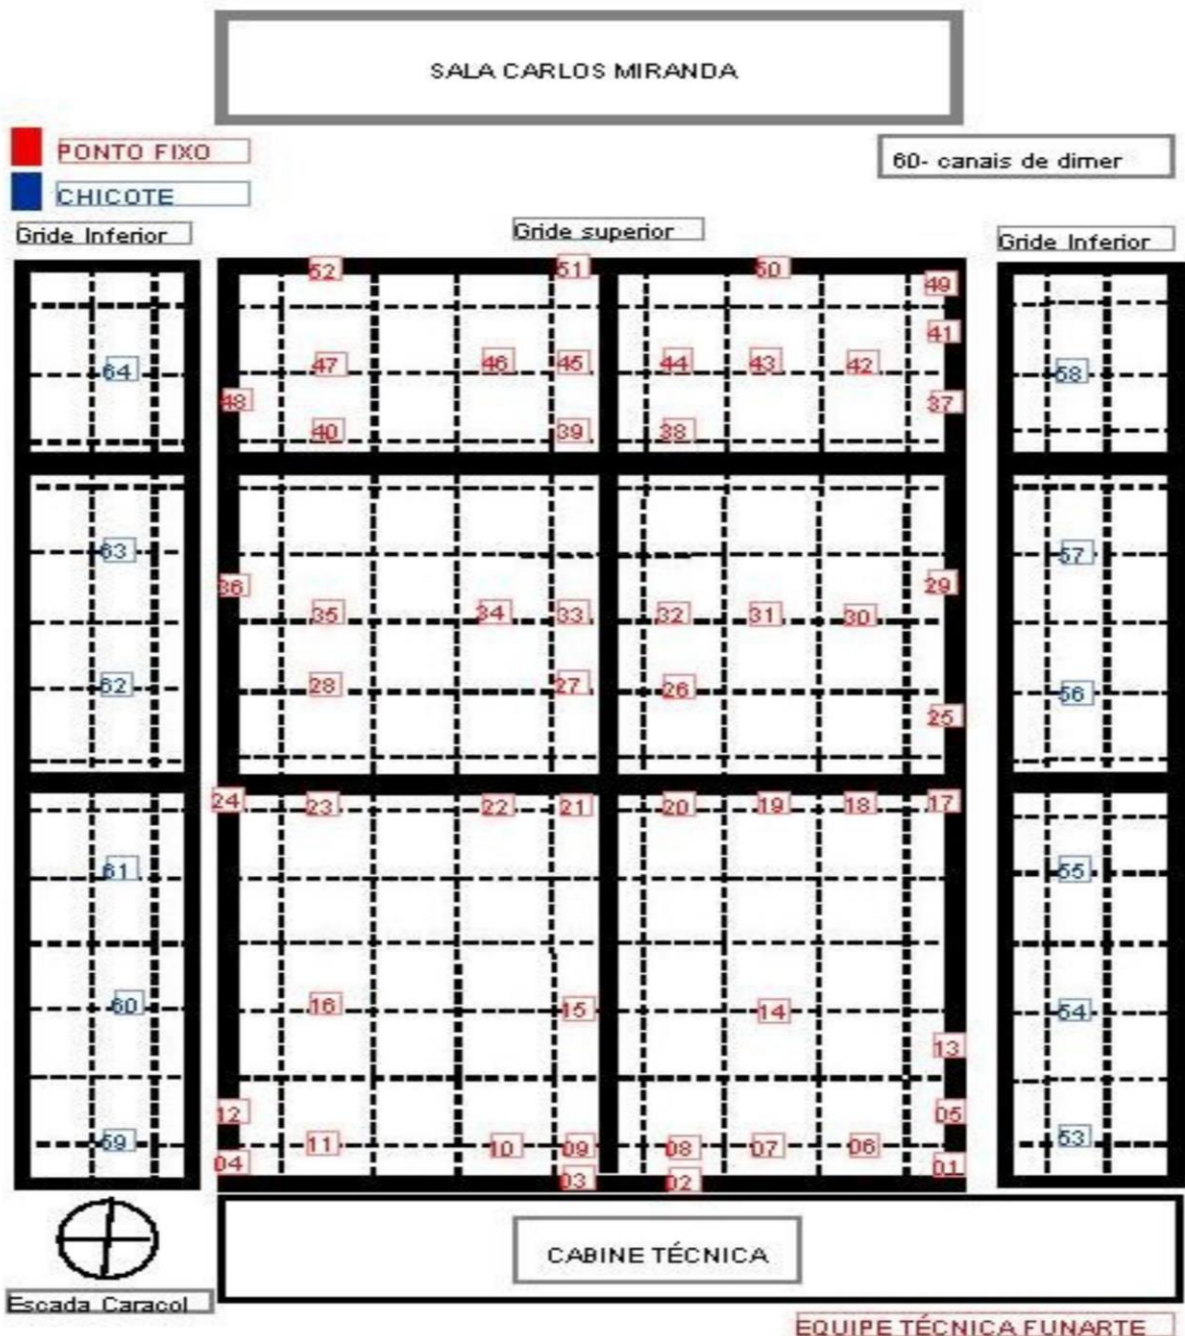 SALA CARLOS MIRANDA
PONTO FIXO
60- canais de dimer
CHICOTE
Gride Inferior
Gride superior
Gride Inferior
52 51 50 49
41
64 47 46 45 44 43 42 58
48 37
40 39 38
63 57
36 29
35 34 33 32 31 30
62 28 27 26 56
25
24 23 22 21 20 19 18 17
61 55
60 16 15 14 54
13
12 05
59 11 10 09 08 07 06 53
04 01
03 02
CABINE TÉCNICA
Escada Caracol
EQUIPE TÉCNICA FUNARTE